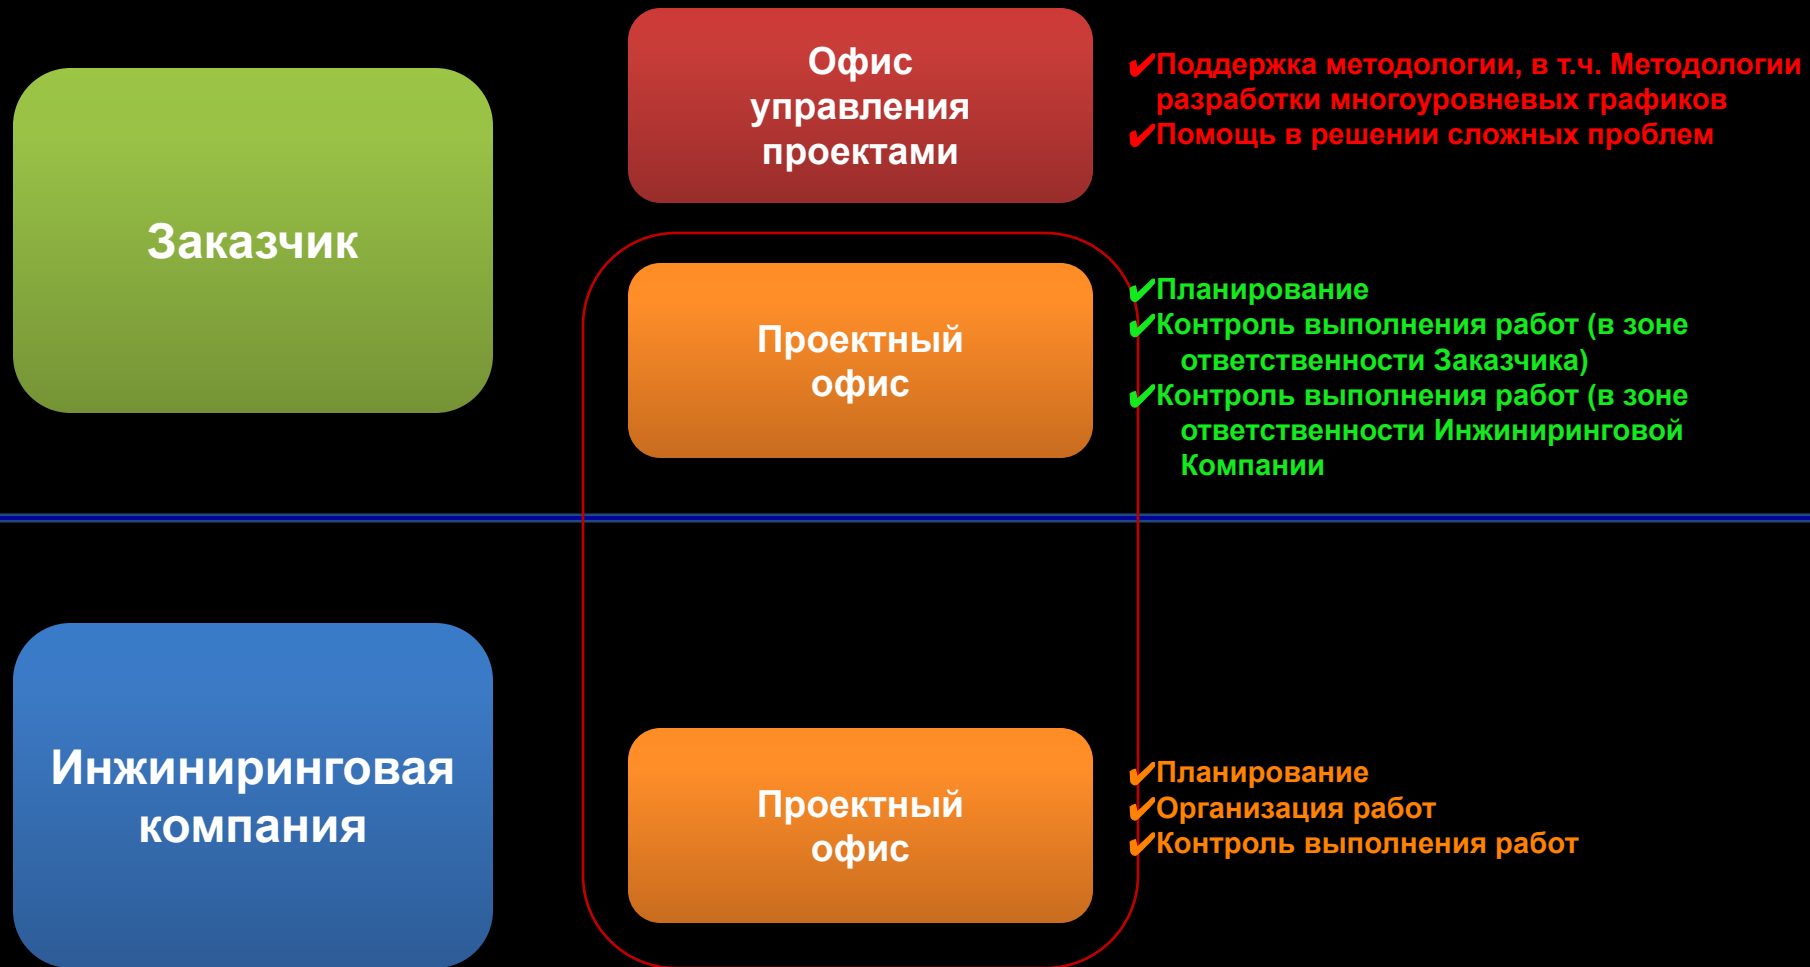 Заказчик
Офис
управления
проектами
✔Поддержка методологии, в т.ч. Методологии
разработки многоуровневых графиков
✔Помощь в решении сложных проблем
Проектный
офис
✔Планирование
✔Контроль выполнения работ (в зоне
ответственности Заказчика)
✔Контроль выполнения работ (в зоне
ответственности Инжиниринговой
Компании
Инжиниринговая
компания
Проектный
офис
✔Планирование
✔Организация работ
✔Контроль выполнения работ